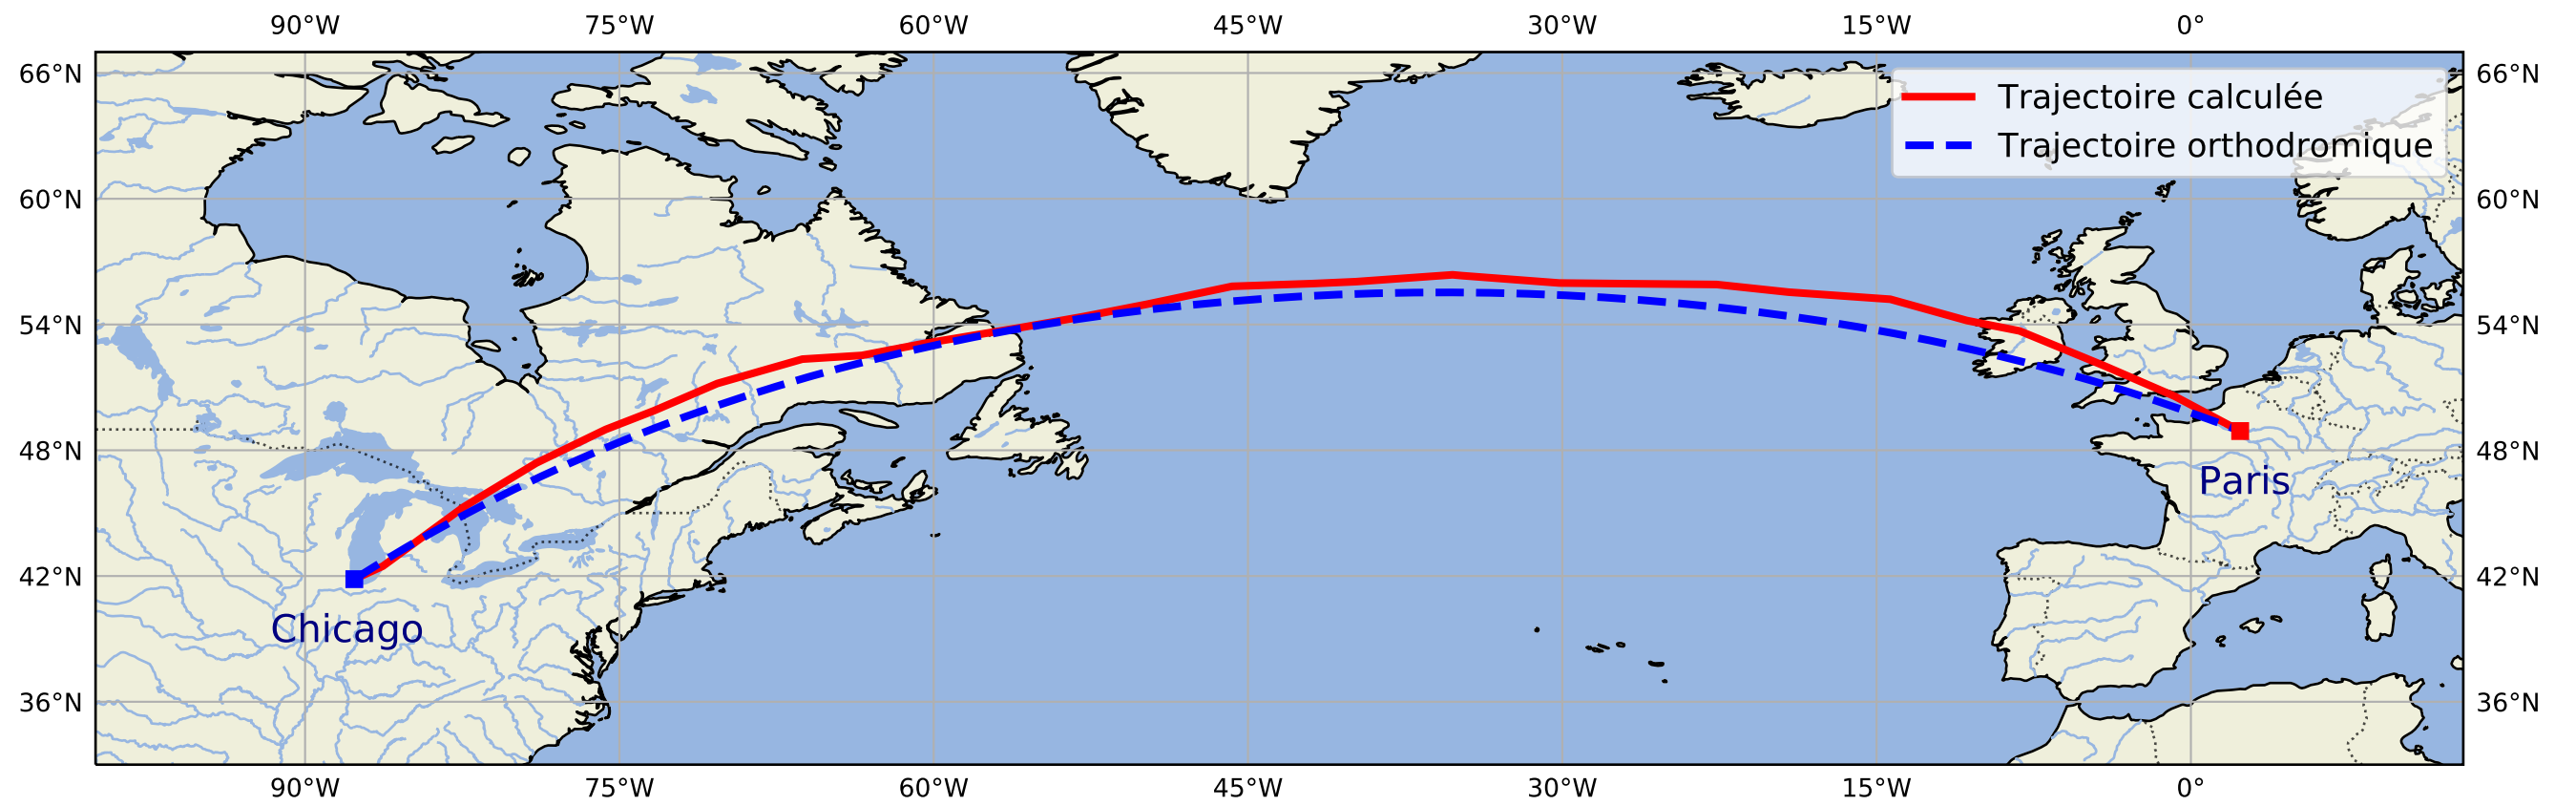 90°W 75°W 60°W 45°W 30°W 15°W 0°
66°N 66°N
Trajectoire calculée
Trajectoire orthodromique
60°N 60°N
54°N 54°N
48°N 48°N
Paris
42°N 42°N
Chicago
36°N 36°N
90°W 75°W 60°W 45°W 30°W 15°W 0°